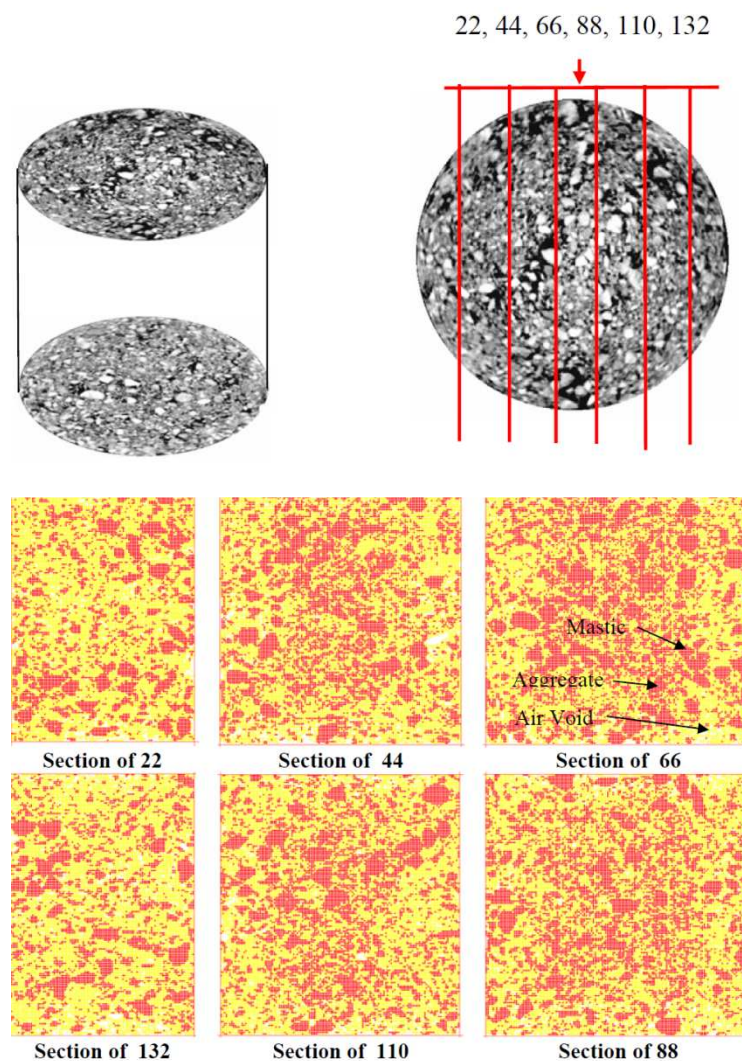 22, 44, 66, 88, 110, 132
Mastic
Aggregate
Air Void
Section of 22
Section of 44
Section of 66
Section of 132
Section of 110
Section of 88